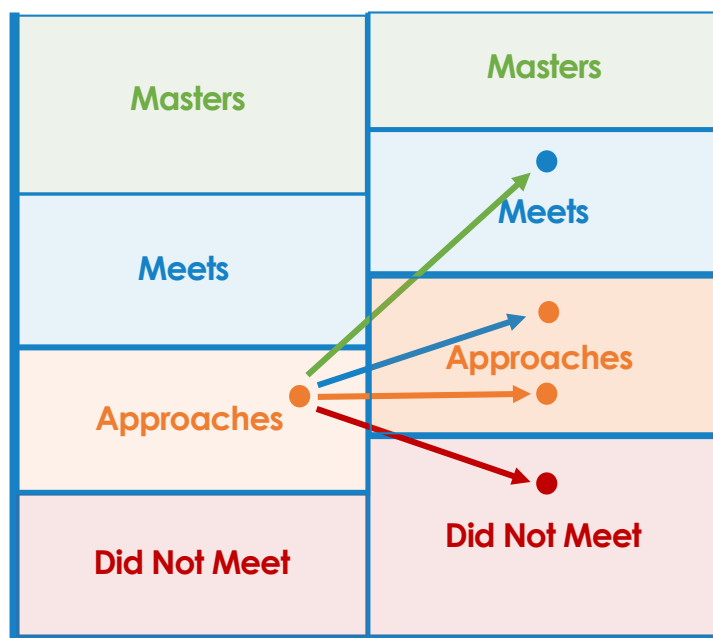 Masters
Meets
Approaches
Did Not Meet
Masters
Meets
Approaches
Did Not Meet